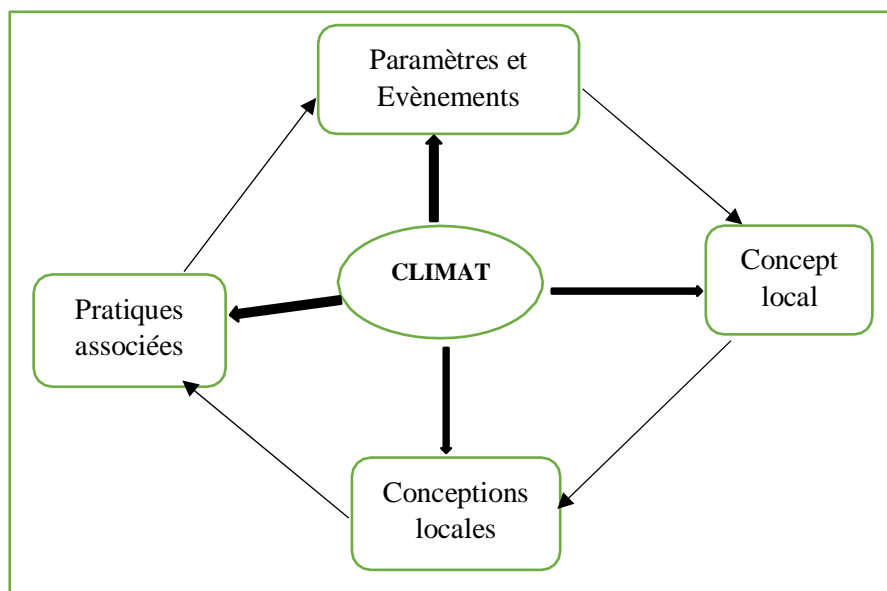 Paramètres et
Evènements
CLIMAT
Concept
local
Pratiques
associées
Conceptions
locales